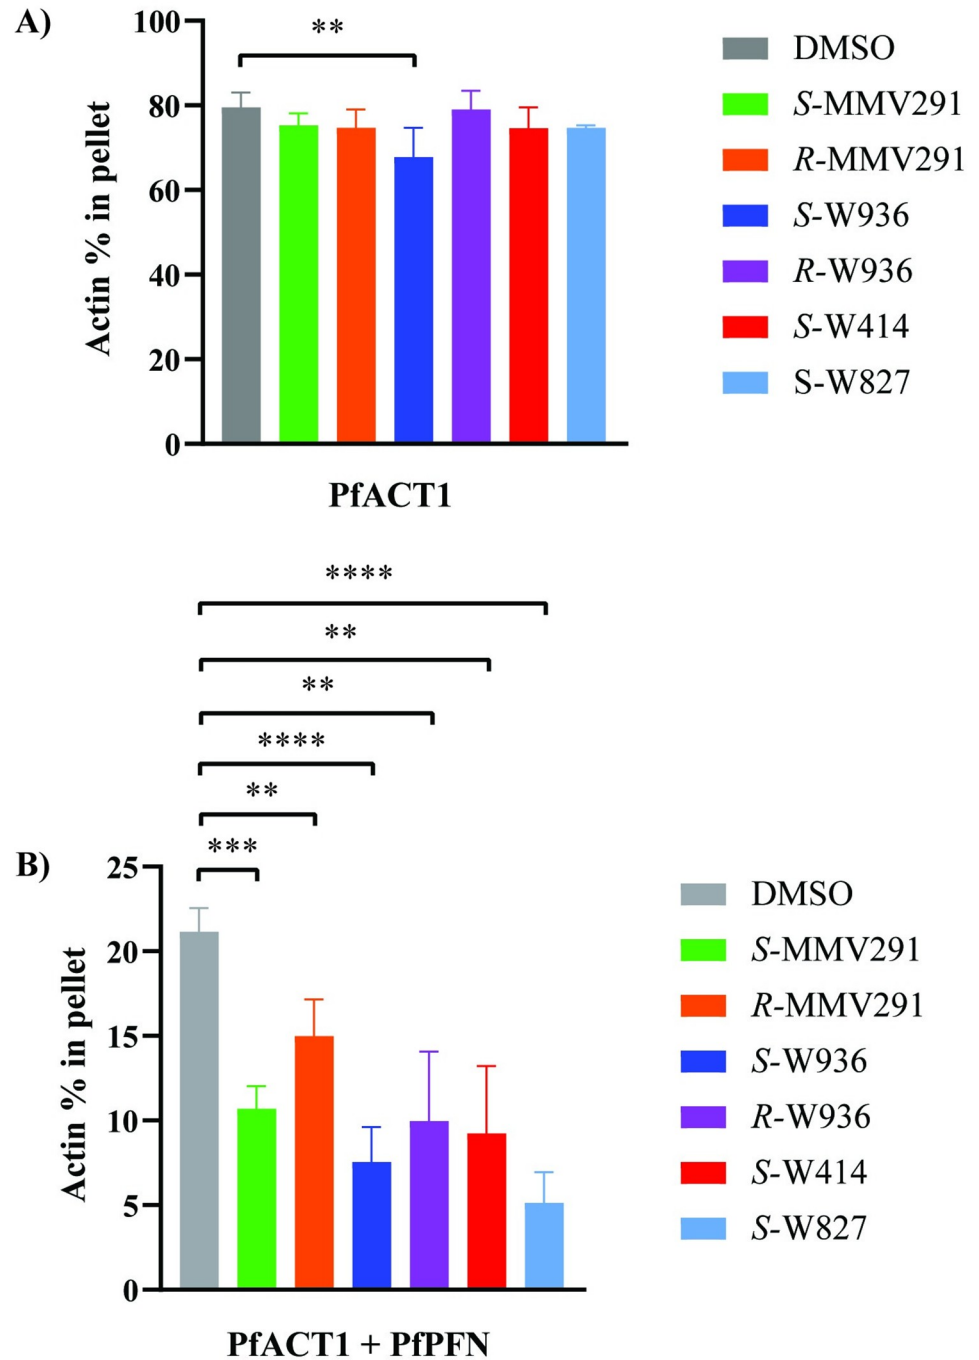 A)
**
100
80
60
40
20
0
Actin % in pellet
PfACT1
DMSO
S-MMV291
R-MMV291
S-W936
R-W936
S-W414
S-W827
****
**
**
****
**
***
B)
25
20
15
10
5
0
Actin % in pellet
PfACT1 + PfPFN
DMSO
S-MMV291
R-MMV291
S-W936
R-W936
S-W414
S-W827